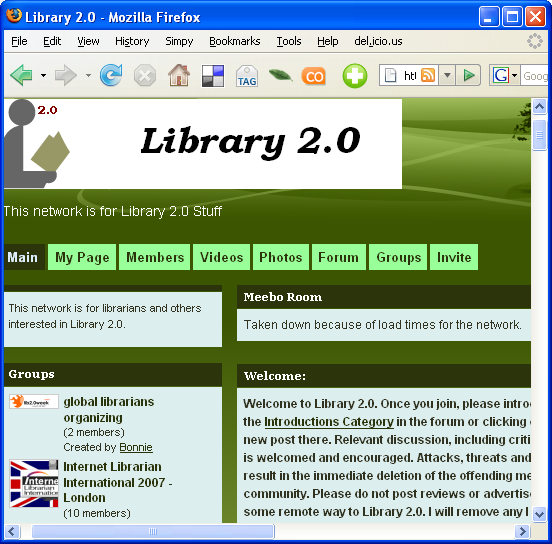 Library 2.0 - Mozilla Firefox
File Edit View History Simpy Bookmarks Tools Help del.icio.us
TAG CO htl G Goog
2.0
Library 2.0
This network is for Library 2.0 Stuff
Main My Page Members Videos Photos Forum Groups Invite
This network is for librarians and others
interested in Library 2.0.
Groups
global librarians
organizing
(2 members)
Created by Bonnie
Internet Librarian
International 2007 -
London
(10 members)
Meebo Room
Taken down because of load times for the network.
Welcome:
Welcome to Library 2.0. Once you join, please introd
the Introductions Category in the forum or clicking
new post there. Relevant discussion, including criti
is welcomed and encouraged. Attacks, threats and
result in the immediate deletion of the offending me
community. Please do not post reviews or advertise
some remote way to Library 2.0. I will remove any I